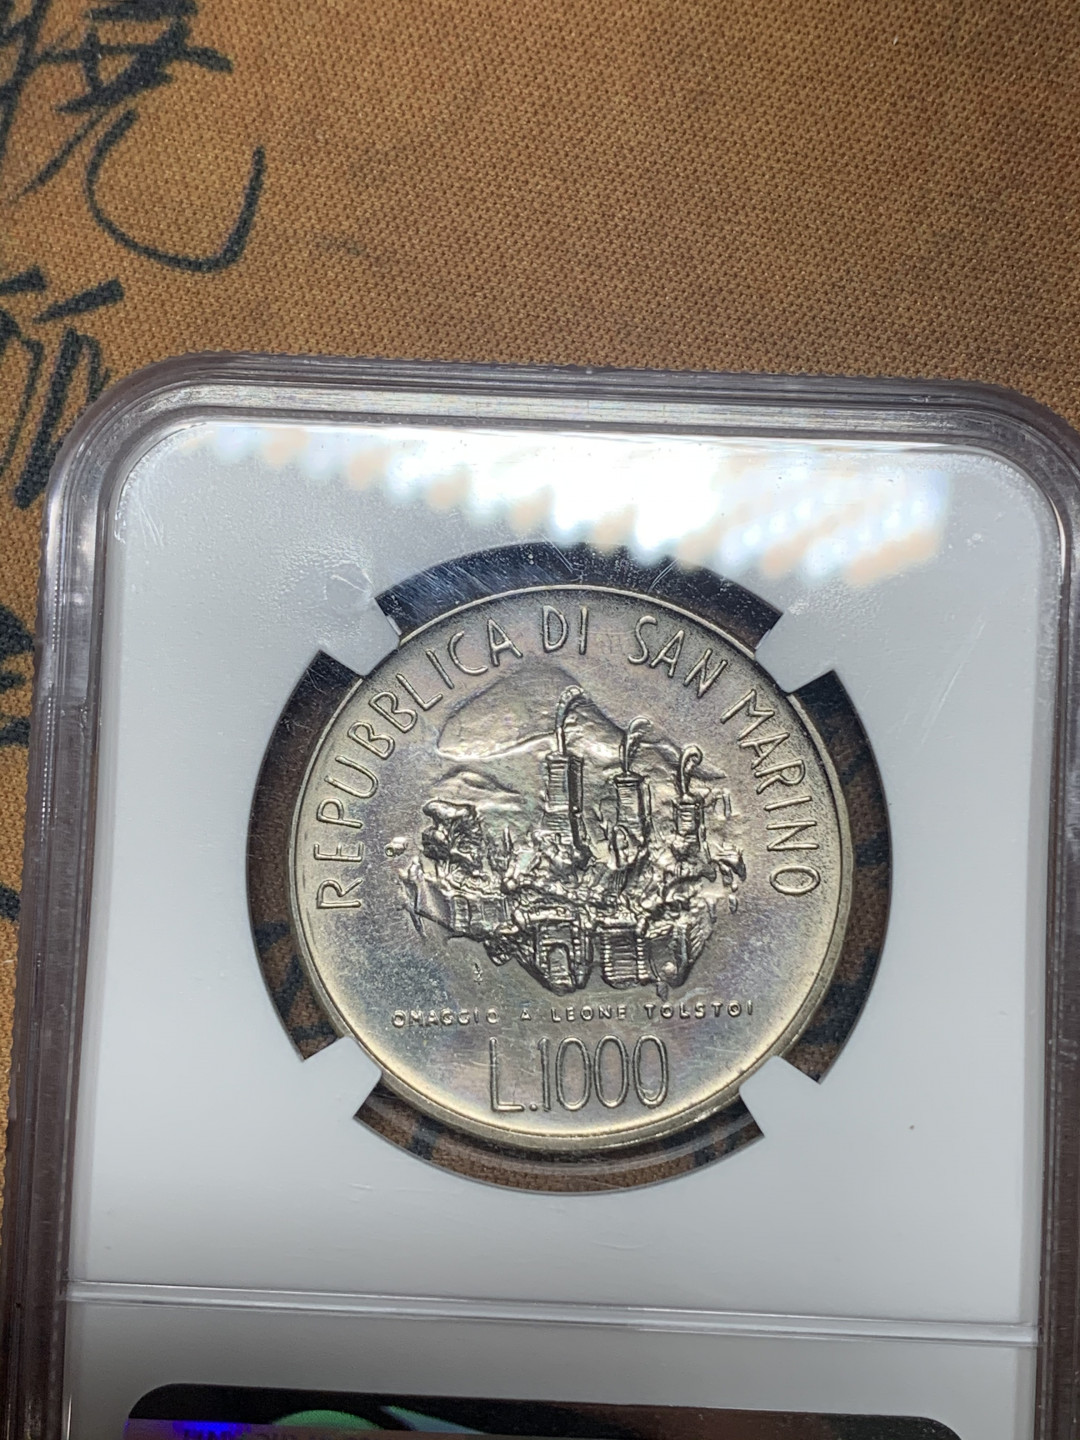 REPUBBLICA DI SAN MARINO
OMAGGIO A LEONE TOLSTOI
L.1000